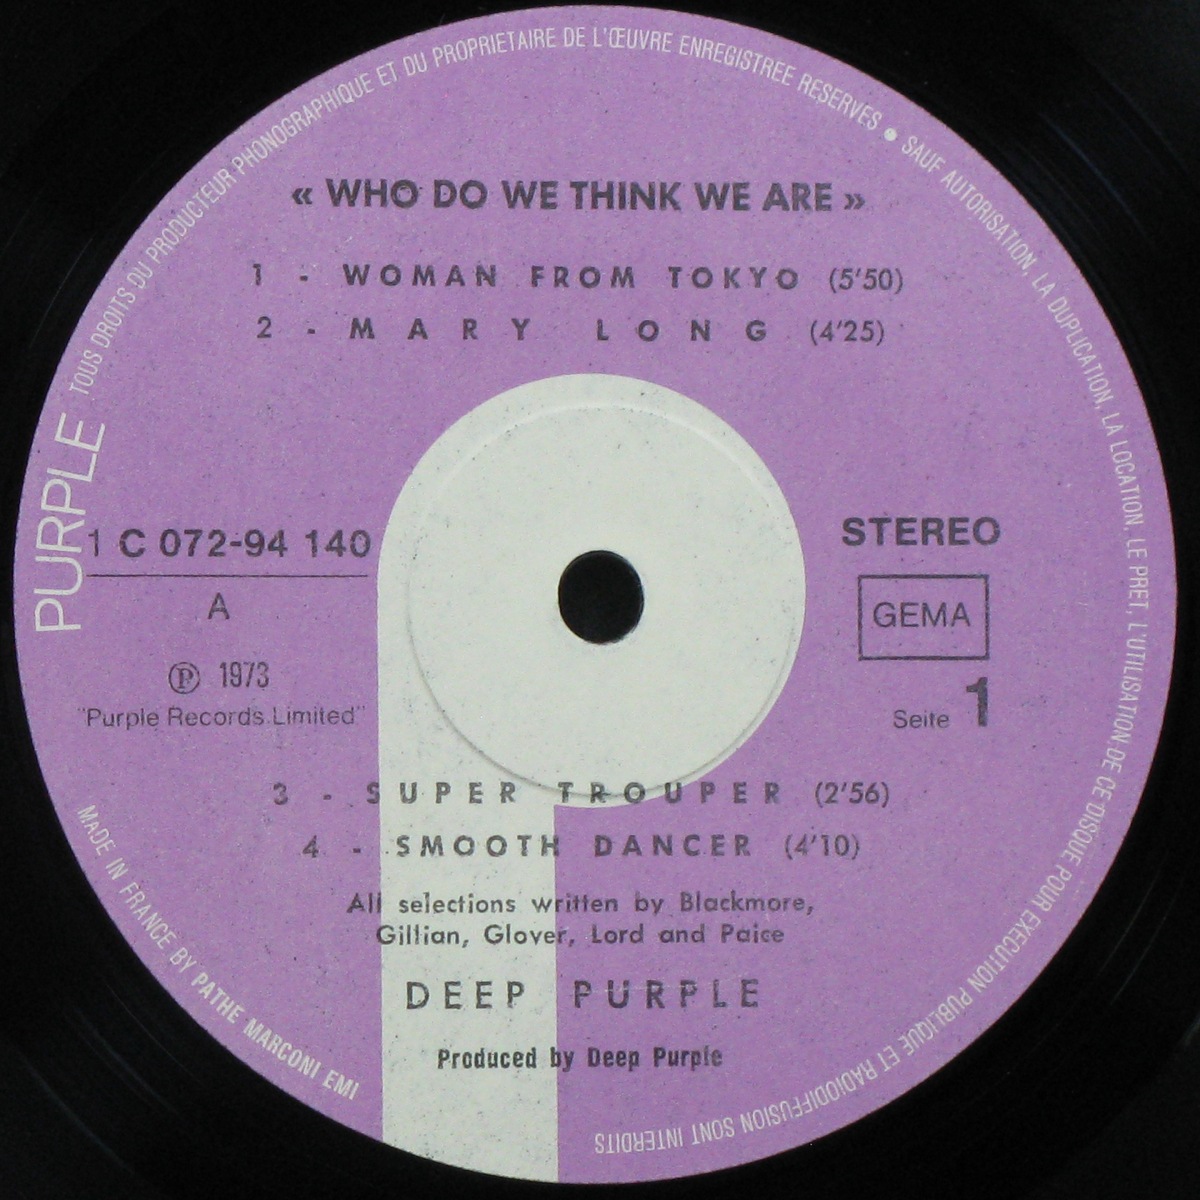 TOUS DROITS DU PRODUCTEUR PHONOGRAPHIQUE ET DU PROPRIETAIRE DE L'ŒUVRE ENREGISTREE RESERVES • SAUF AUTORISATION, LA DUPLICATION, LA LOCATION, LE PRET, L'UTILISATION DE CE DISQUE POUR EXECUTION PUBLIQUE ET RADIODIFFUSION SONT INTERDITS
« WHO DO WE THINK WE ARE »
1 - WOMAN FROM TOKYO (5'50)
2 - MARY LONG (4'25)
PURPLE
1 C 072-94 140
A
℗ 1973
"Purple Records Limited"
STEREO
GEMA
Seite 1
3 - SUPER TROUPER (2'56)
4 - SMOOTH DANCER (4'10)
All selections written by Blackmore,
Gillian, Glover, Lord and Paice
DEEP PURPLE
Produced by Deep Purple
MADE IN FRANCE BY PATHE MARCONI EMI